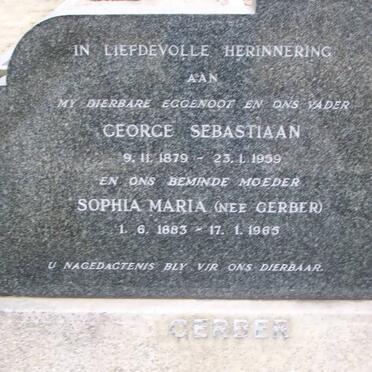 IN LIEFDEVOLLE HERINNERING
AAN
MY DIERBARE EGGENOOT EN ONS VADER
GEORGE SEBASTIAAN
9. 11. 1879 – 23. 1. 1959
EN ONS BEMINDE MOEDER
SOPHIA MARIA (NEE GERBER)
1. 6. 1883 – 17. 1. 1965
U NAGEDACTENIS BLY VIR ONS DIERBAAR.
GERBER